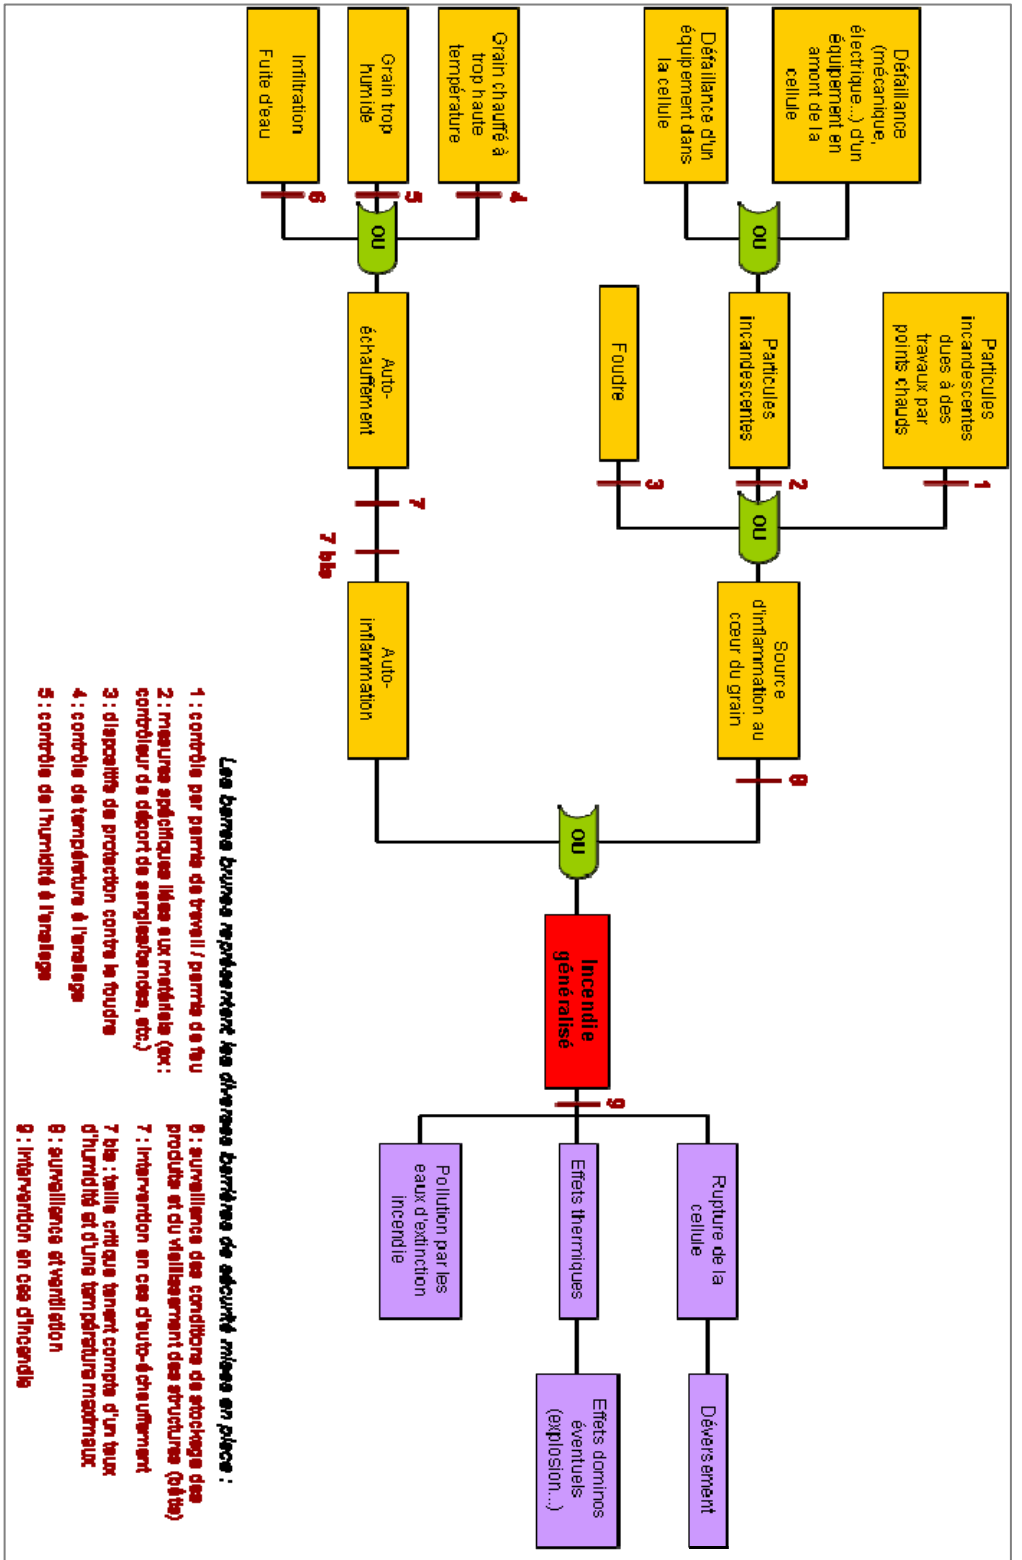 Défaillance
(mécanique,
électrique...) d'un
équipement en
amont de la
cellule
Défaillance d'un
équipement dans
la cellule
OU
Particules
incandescentes
dues à des
travaux par
points chauds
1
Particules
incandescentes
2
Foudre
3
OU
Source
d'inflammation au
cœur du grain
8
Grain chauffé à
trop haute
température
4
Grain trop
humide
5
Infiltration
Fuite d'eau
6
OU
Auto-
échauffement
7
7 bis
Auto-
inflammation
OU
Incendie
généralisé
9
Rupture de la
cellule
Déversement
Effets thermiques
Effets dominos
éventuels
(explosion...)
Pollution par les
eaux d'extinction
incendie
Les barres brunes représentent les diverses barrières de sécurité mises en place :
1 : contrôle par permis de travail / permis de feu
2 : mesures spécifiques liées aux matériels (ex :
contrôleur de déport de sangles/bandes, etc.)
3 : dispositifs de protection contre la foudre
4 : contrôle de température à l'ensilage
5 : contrôle de l'humidité à l'ensilage
6 : surveillance des conditions de stockage des
produits et du vieillissement des structures (bâtis)
7 : intervention en cas d'auto-échauffement
7 bis : taille critique tenant compte d'un taux
d'humidité et d'une température maximaux
8 : surveillance et ventilation
9 : intervention en cas d'incendie